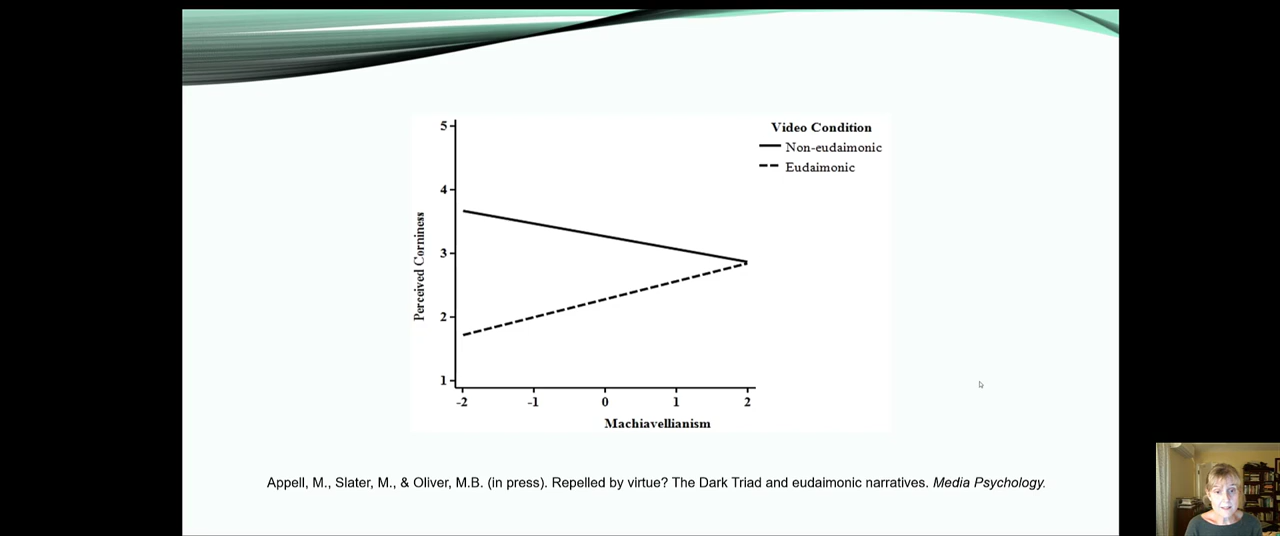 Video Condition
Non-eudaimonic
Eudaimonic
5
4
3
2
1
Perceived Corniness
-2 -1 0 1 2
Machiavellianism
Appell, M., Slater, M., & Oliver, M.B. (in press). Repelled by virtue? The Dark Triad and eudaimonic narratives. Media Psychology.